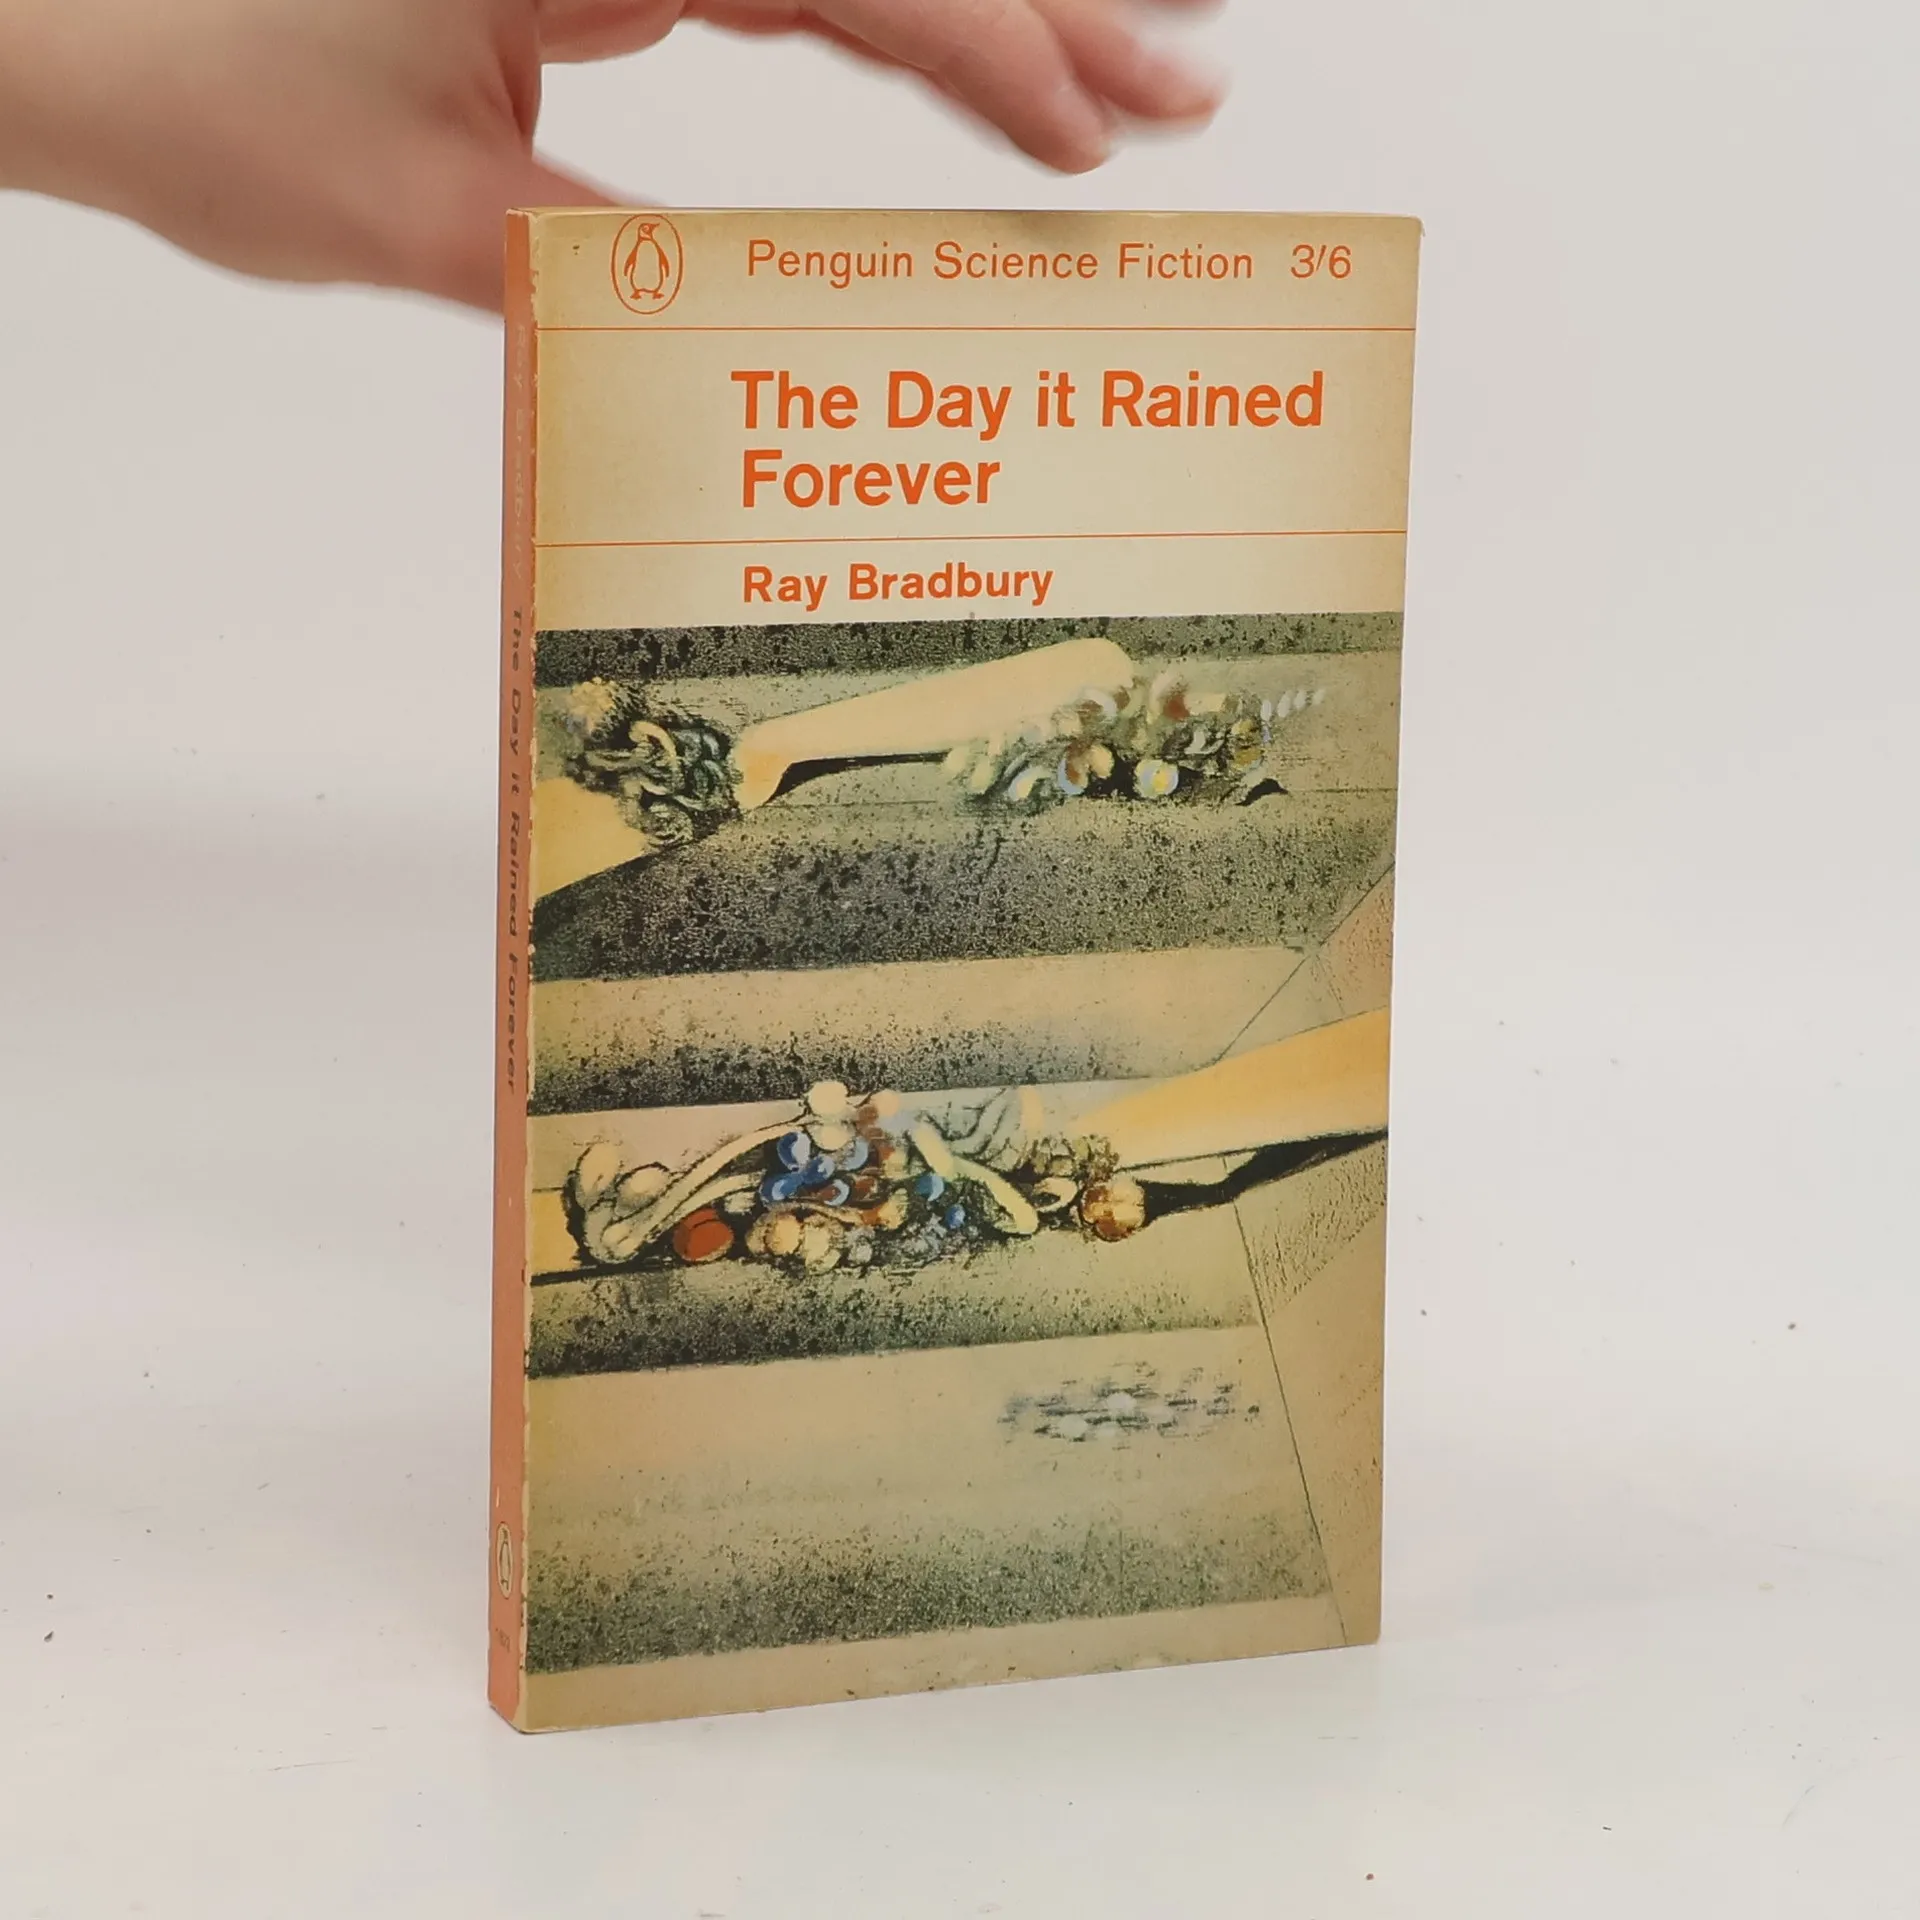 Penguin Science Fiction 3/6
The Day it Rained
Forever
Ray Bradbury
Ray Bradbury The Day it Rained Forever